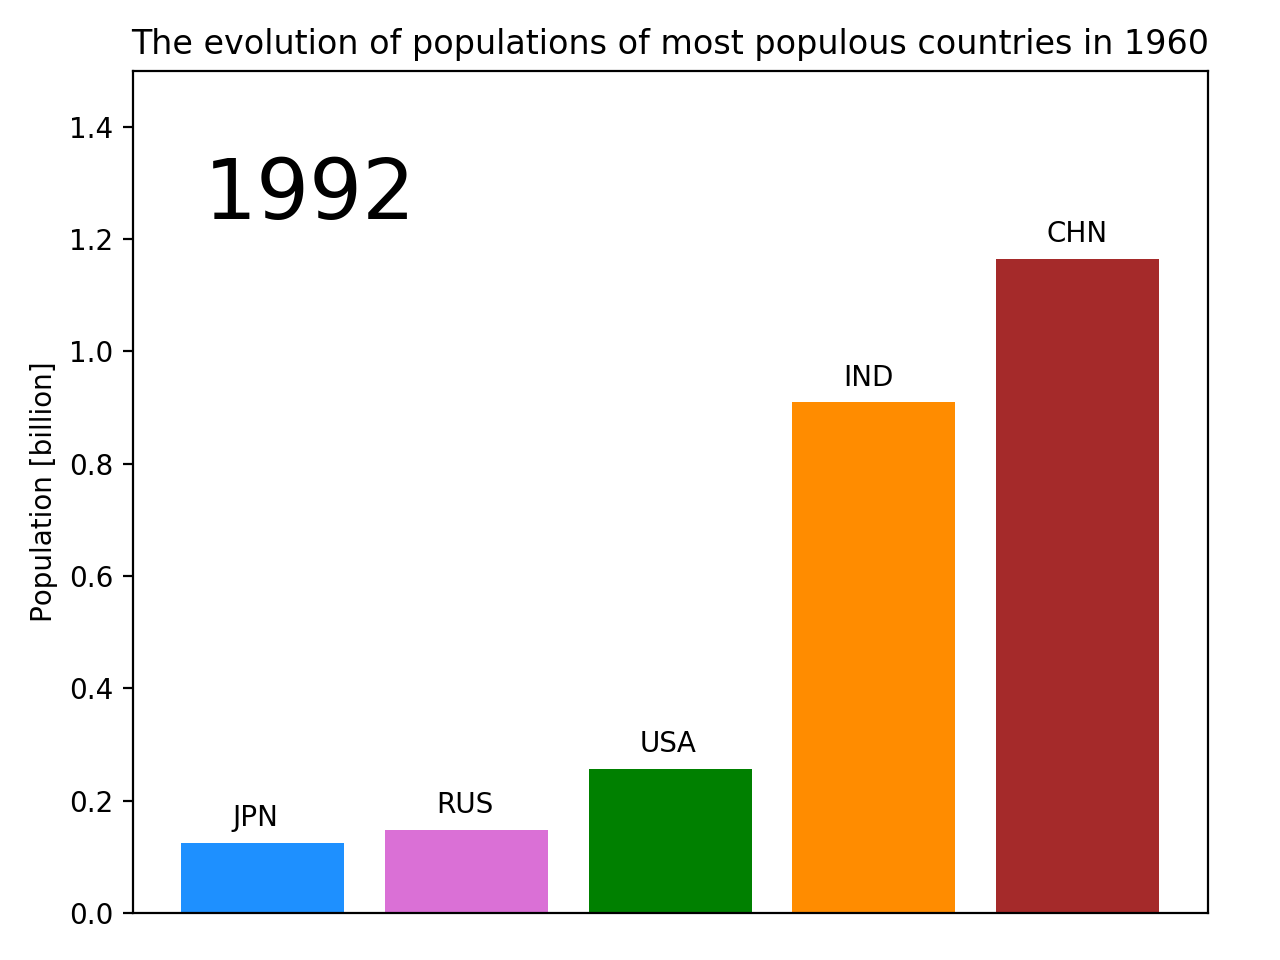 The evolution of populations of most populous countries in 1960
1992
Population [billion]
1.4
1.2
1.0
0.8
0.6
0.4
0.2
0.0
JPN
RUS
USA
IND
CHN